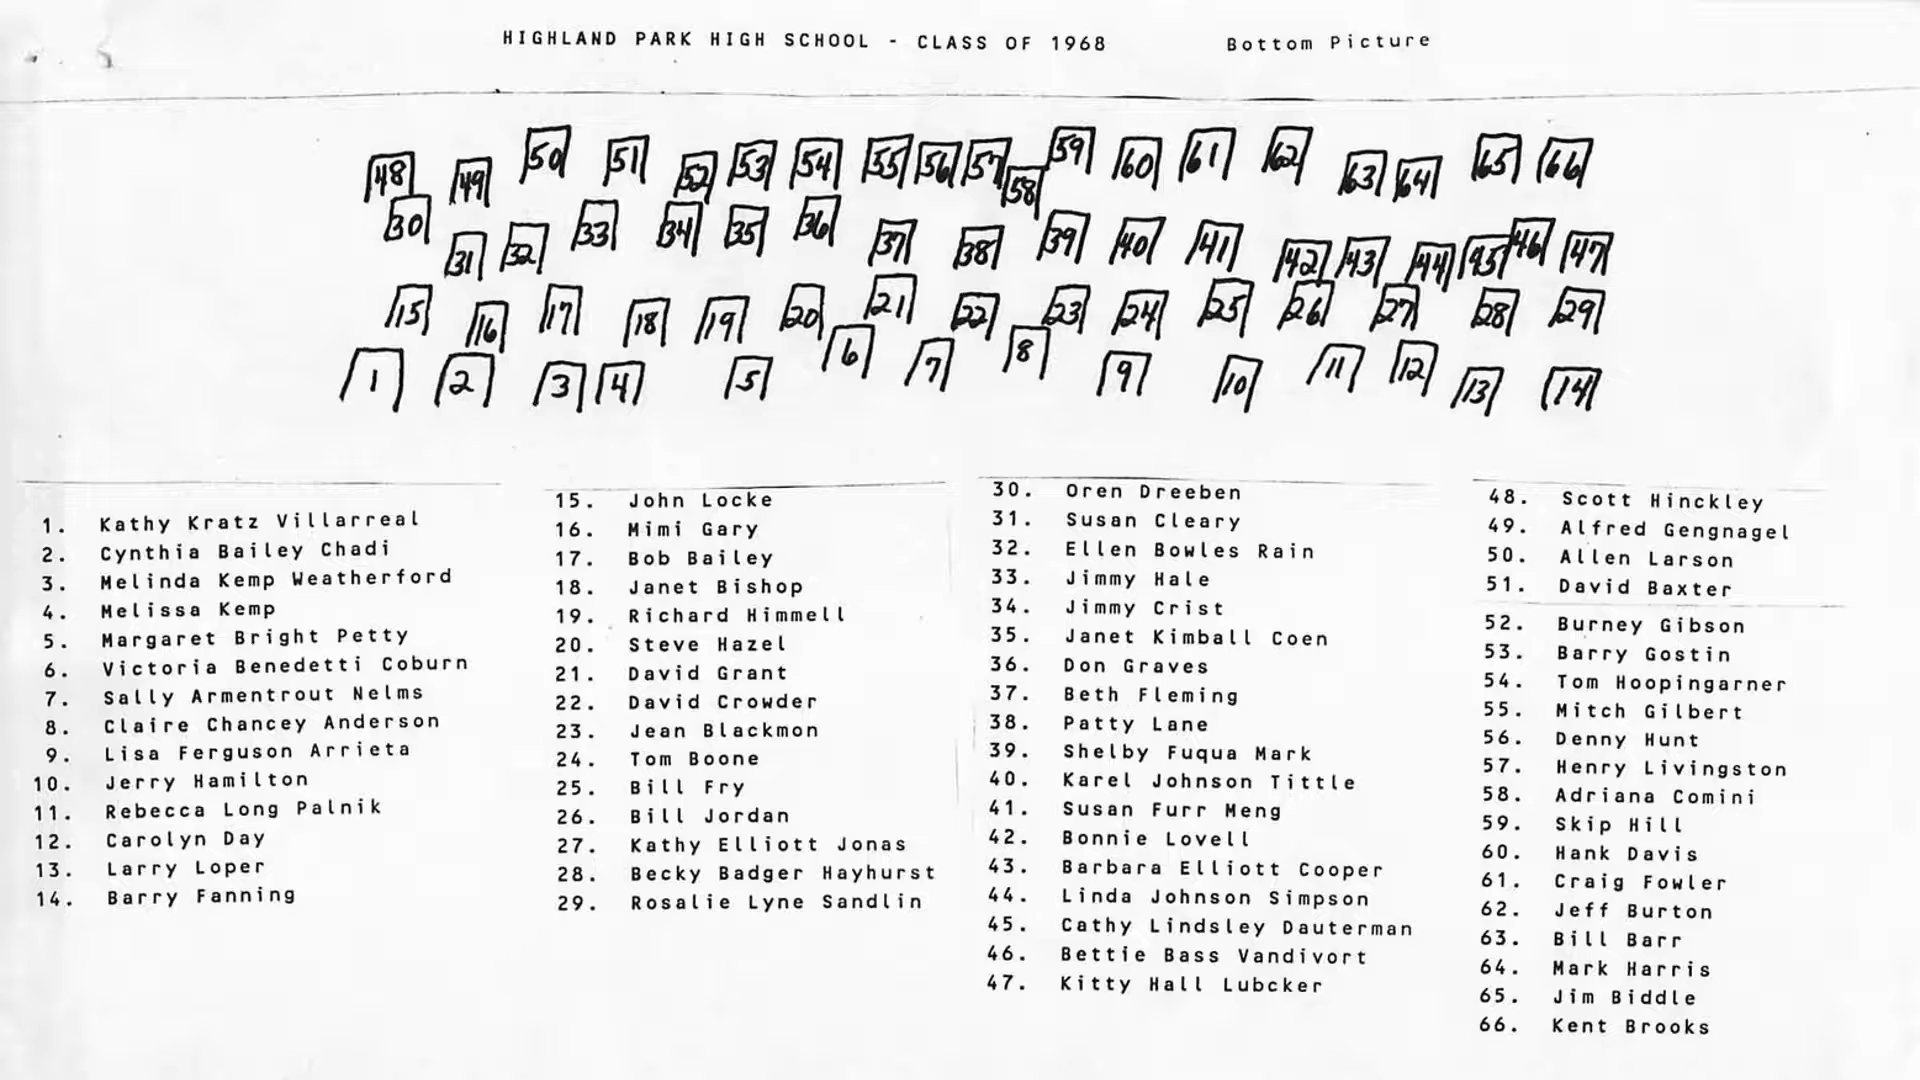 HIGHLAND PARK HIGH SCHOOL - CLASS OF 1968 Bottom Picture
48 49 50 51 52 53 54 55 56 57 58 59 60 61 62 63 64 65 66
30 31 32 33 34 35 36 37 38 39 40 41 42 43 44 45 46 47
15 16 17 18 19 20 21 22 23 24 25 26 27 28 29
1 2 3 4 5 6 7 8 9 10 11 12 13 14
1. Kathy Kratz Villarreal
2. Cynthia Bailey Chadi
3. Melinda Kemp Weatherford
4. Melissa Kemp
5. Margaret Bright Petty
6. Victoria Benedetti Coburn
7. Sally Armentrout Nelms
8. Claire Chancey Anderson
9. Lisa Ferguson Arrieta
10. Jerry Hamilton
11. Rebecca Long Palnik
12. Carolyn Day
13. Larry Loper
14. Barry Fanning
15. John Locke
16. Mimi Gary
17. Bob Bailey
18. Janet Bishop
19. Richard Himmell
20. Steve Hazel
21. David Grant
22. David Crowder
23. Jean Blackmon
24. Tom Boone
25. Bill Fry
26. Bill Jordan
27. Kathy Elliott Jonas
28. Becky Badger Hayhurst
29. Rosalie Lyne Sandlin
30. Oren Dreeben
31. Susan Cleary
32. Ellen Bowles Rain
33. Jimmy Hale
34. Jimmy Crist
35. Janet Kimball Coen
36. Don Graves
37. Beth Fleming
38. Patty Lane
39. Shelby Fuqua Mark
40. Karel Johnson Tittle
41. Susan Furr Meng
42. Bonnie Lovell
43. Barbara Elliott Cooper
44. Linda Johnson Simpson
45. Cathy Lindsley Dauterman
46. Bettie Bass Vandivort
47. Kitty Hall Lubcker
48. Scott Hinckley
49. Alfred Gengnagel
50. Allen Larson
51. David Baxter
52. Burney Gibson
53. Barry Gostin
54. Tom Hoopingarner
55. Mitch Gilbert
56. Denny Hunt
57. Henry Livingston
58. Adriana Comini
59. Skip Hill
60. Hank Davis
61. Craig Fowler
62. Jeff Burton
63. Bill Barr
64. Mark Harris
65. Jim Biddle
66. Kent Brooks